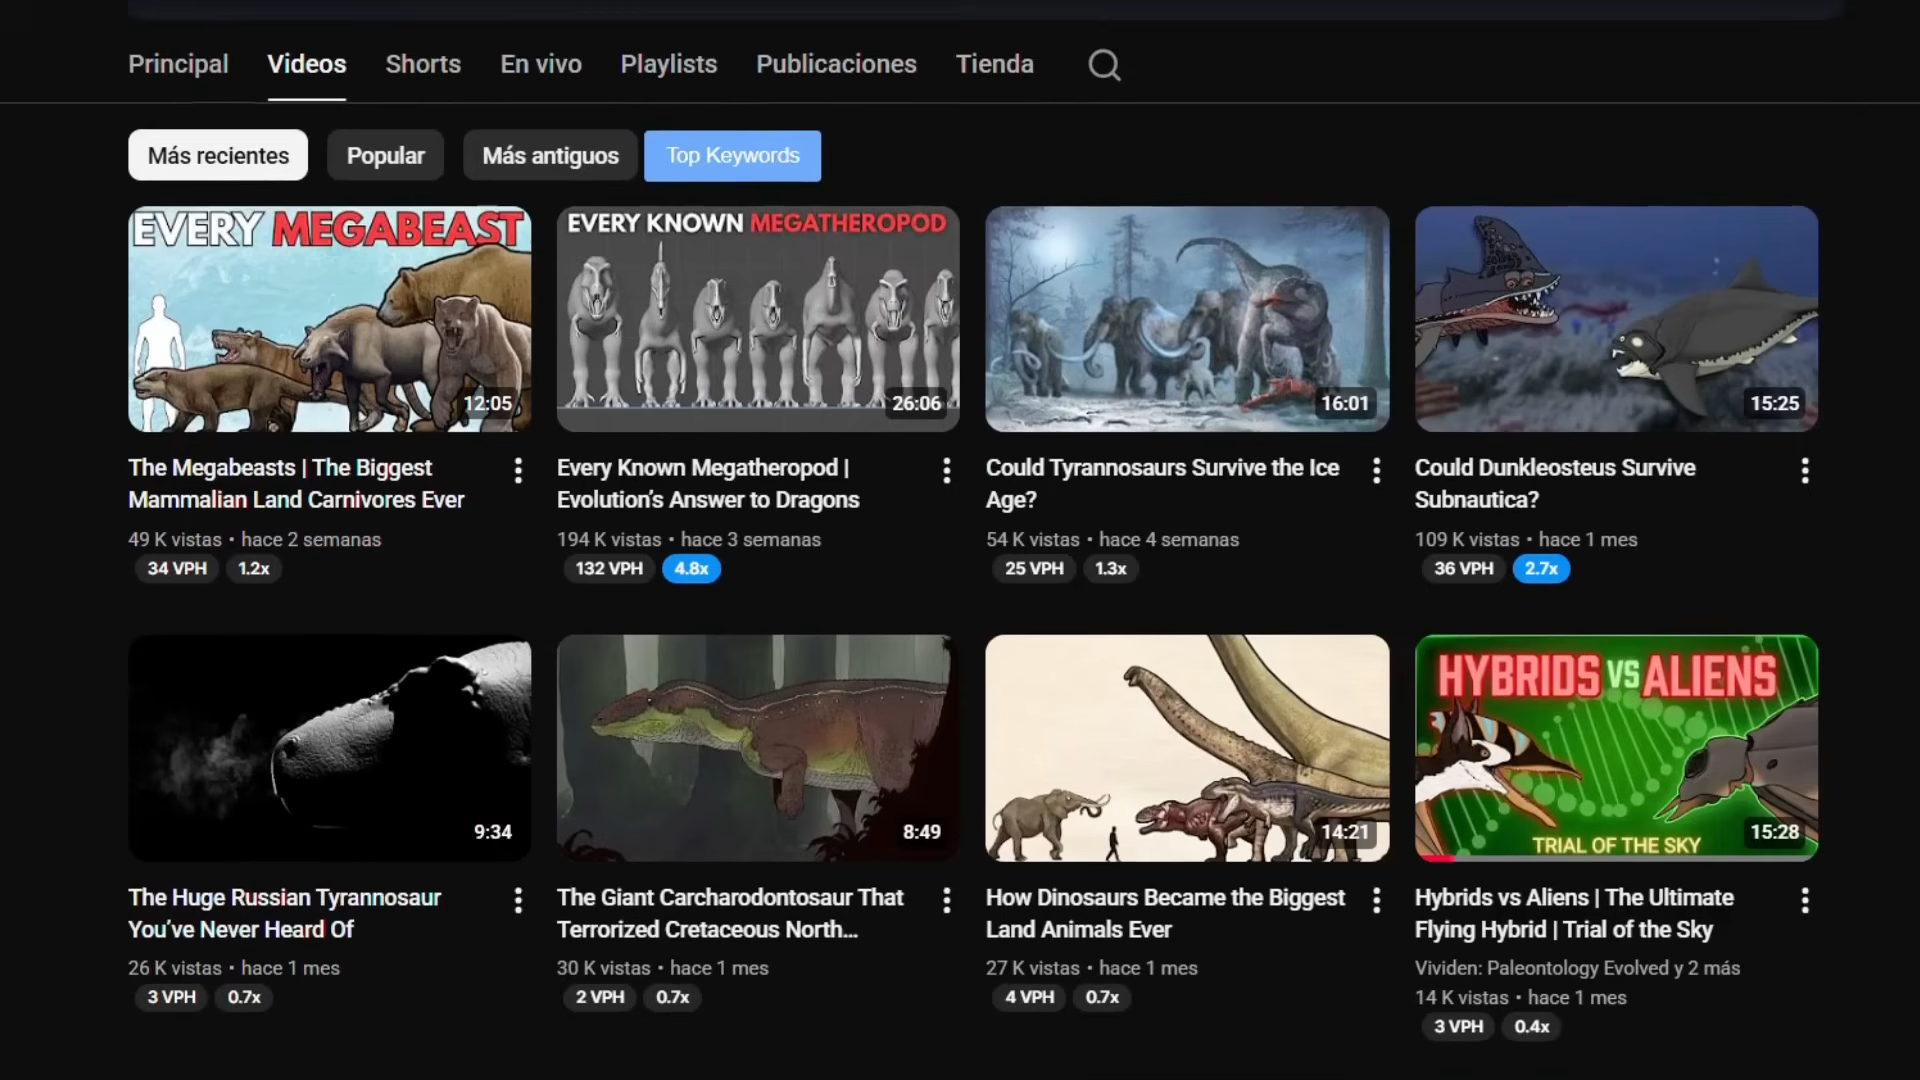 Principal Videos Shorts En vivo Playlists Publicaciones Tienda
Más recientes Popular Más antiguos Top Keywords
EVERY MEGABEAST
12:05
The Megabeasts | The Biggest
Mammalian Land Carnivores Ever
49 K vistas • hace 2 semanas
34 VPH 1.2x
EVERY KNOWN MEGATHEROPOD
26:06
Every Known Megatheropod |
Evolution’s Answer to Dragons
194 K vistas • hace 3 semanas
132 VPH 4.8x
16:01
Could Tyrannosaurs Survive the Ice
Age?
54 K vistas • hace 4 semanas
25 VPH 1.3x
15:25
Could Dunkleosteus Survive
Subnautica?
109 K vistas • hace 1 mes
36 VPH 2.7x
9:34
The Huge Russian Tyrannosaur
You’ve Never Heard Of
26 K vistas • hace 1 mes
3 VPH 0.7x
8:49
The Giant Carcharodontosaur That
Terrorized Cretaceous North...
30 K vistas • hace 1 mes
2 VPH 0.7x
14:21
How Dinosaurs Became the Biggest
Land Animals Ever
27 K vistas • hace 1 mes
4 VPH 0.7x
HYBRIDS VS ALIENS
TRIAL OF THE SKY
15:28
Hybrids vs Aliens | The Ultimate
Flying Hybrid | Trial of the Sky
Vividen: Paleontology Evolved y 2 más
14 K vistas • hace 1 mes
3 VPH 0.4x